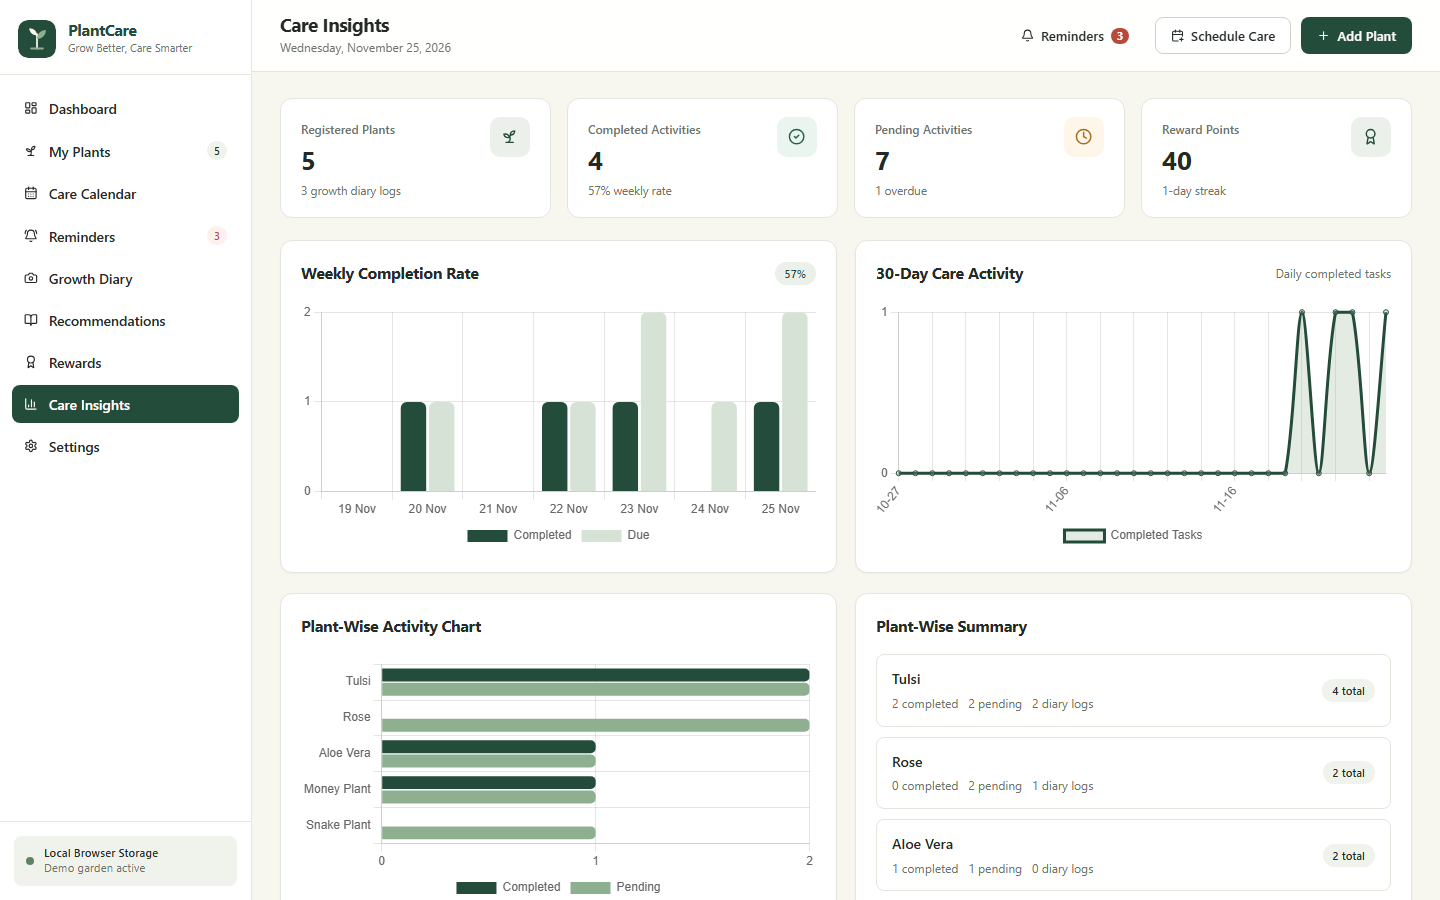 PlantCare
Grow Better, Care Smarter
Dashboard
My Plants 5
Care Calendar
Reminders 3
Growth Diary
Recommendations
Rewards
Care Insights
Settings
Local Browser Storage
Demo garden active
Care Insights
Wednesday, November 25, 2026
Reminders 3
Schedule Care
Add Plant
Registered Plants
5
3 growth diary logs
Completed Activities
4
57% weekly rate
Pending Activities
7
1 overdue
Reward Points
40
1-day streak
Weekly Completion Rate
57%
2
1
0
19 Nov 20 Nov 21 Nov 22 Nov 23 Nov 24 Nov 25 Nov
Completed Due
30-Day Care Activity
Daily completed tasks
1
0
10-27 11-06 11-16
Completed Tasks
Plant-Wise Activity Chart
Tulsi
Rose
Aloe Vera
Money Plant
Snake Plant
0 1 2
Completed Pending
Plant-Wise Summary
Tulsi
2 completed 2 pending 2 diary logs
4 total
Rose
0 completed 2 pending 1 diary logs
2 total
Aloe Vera
1 completed 1 pending 0 diary logs
2 total